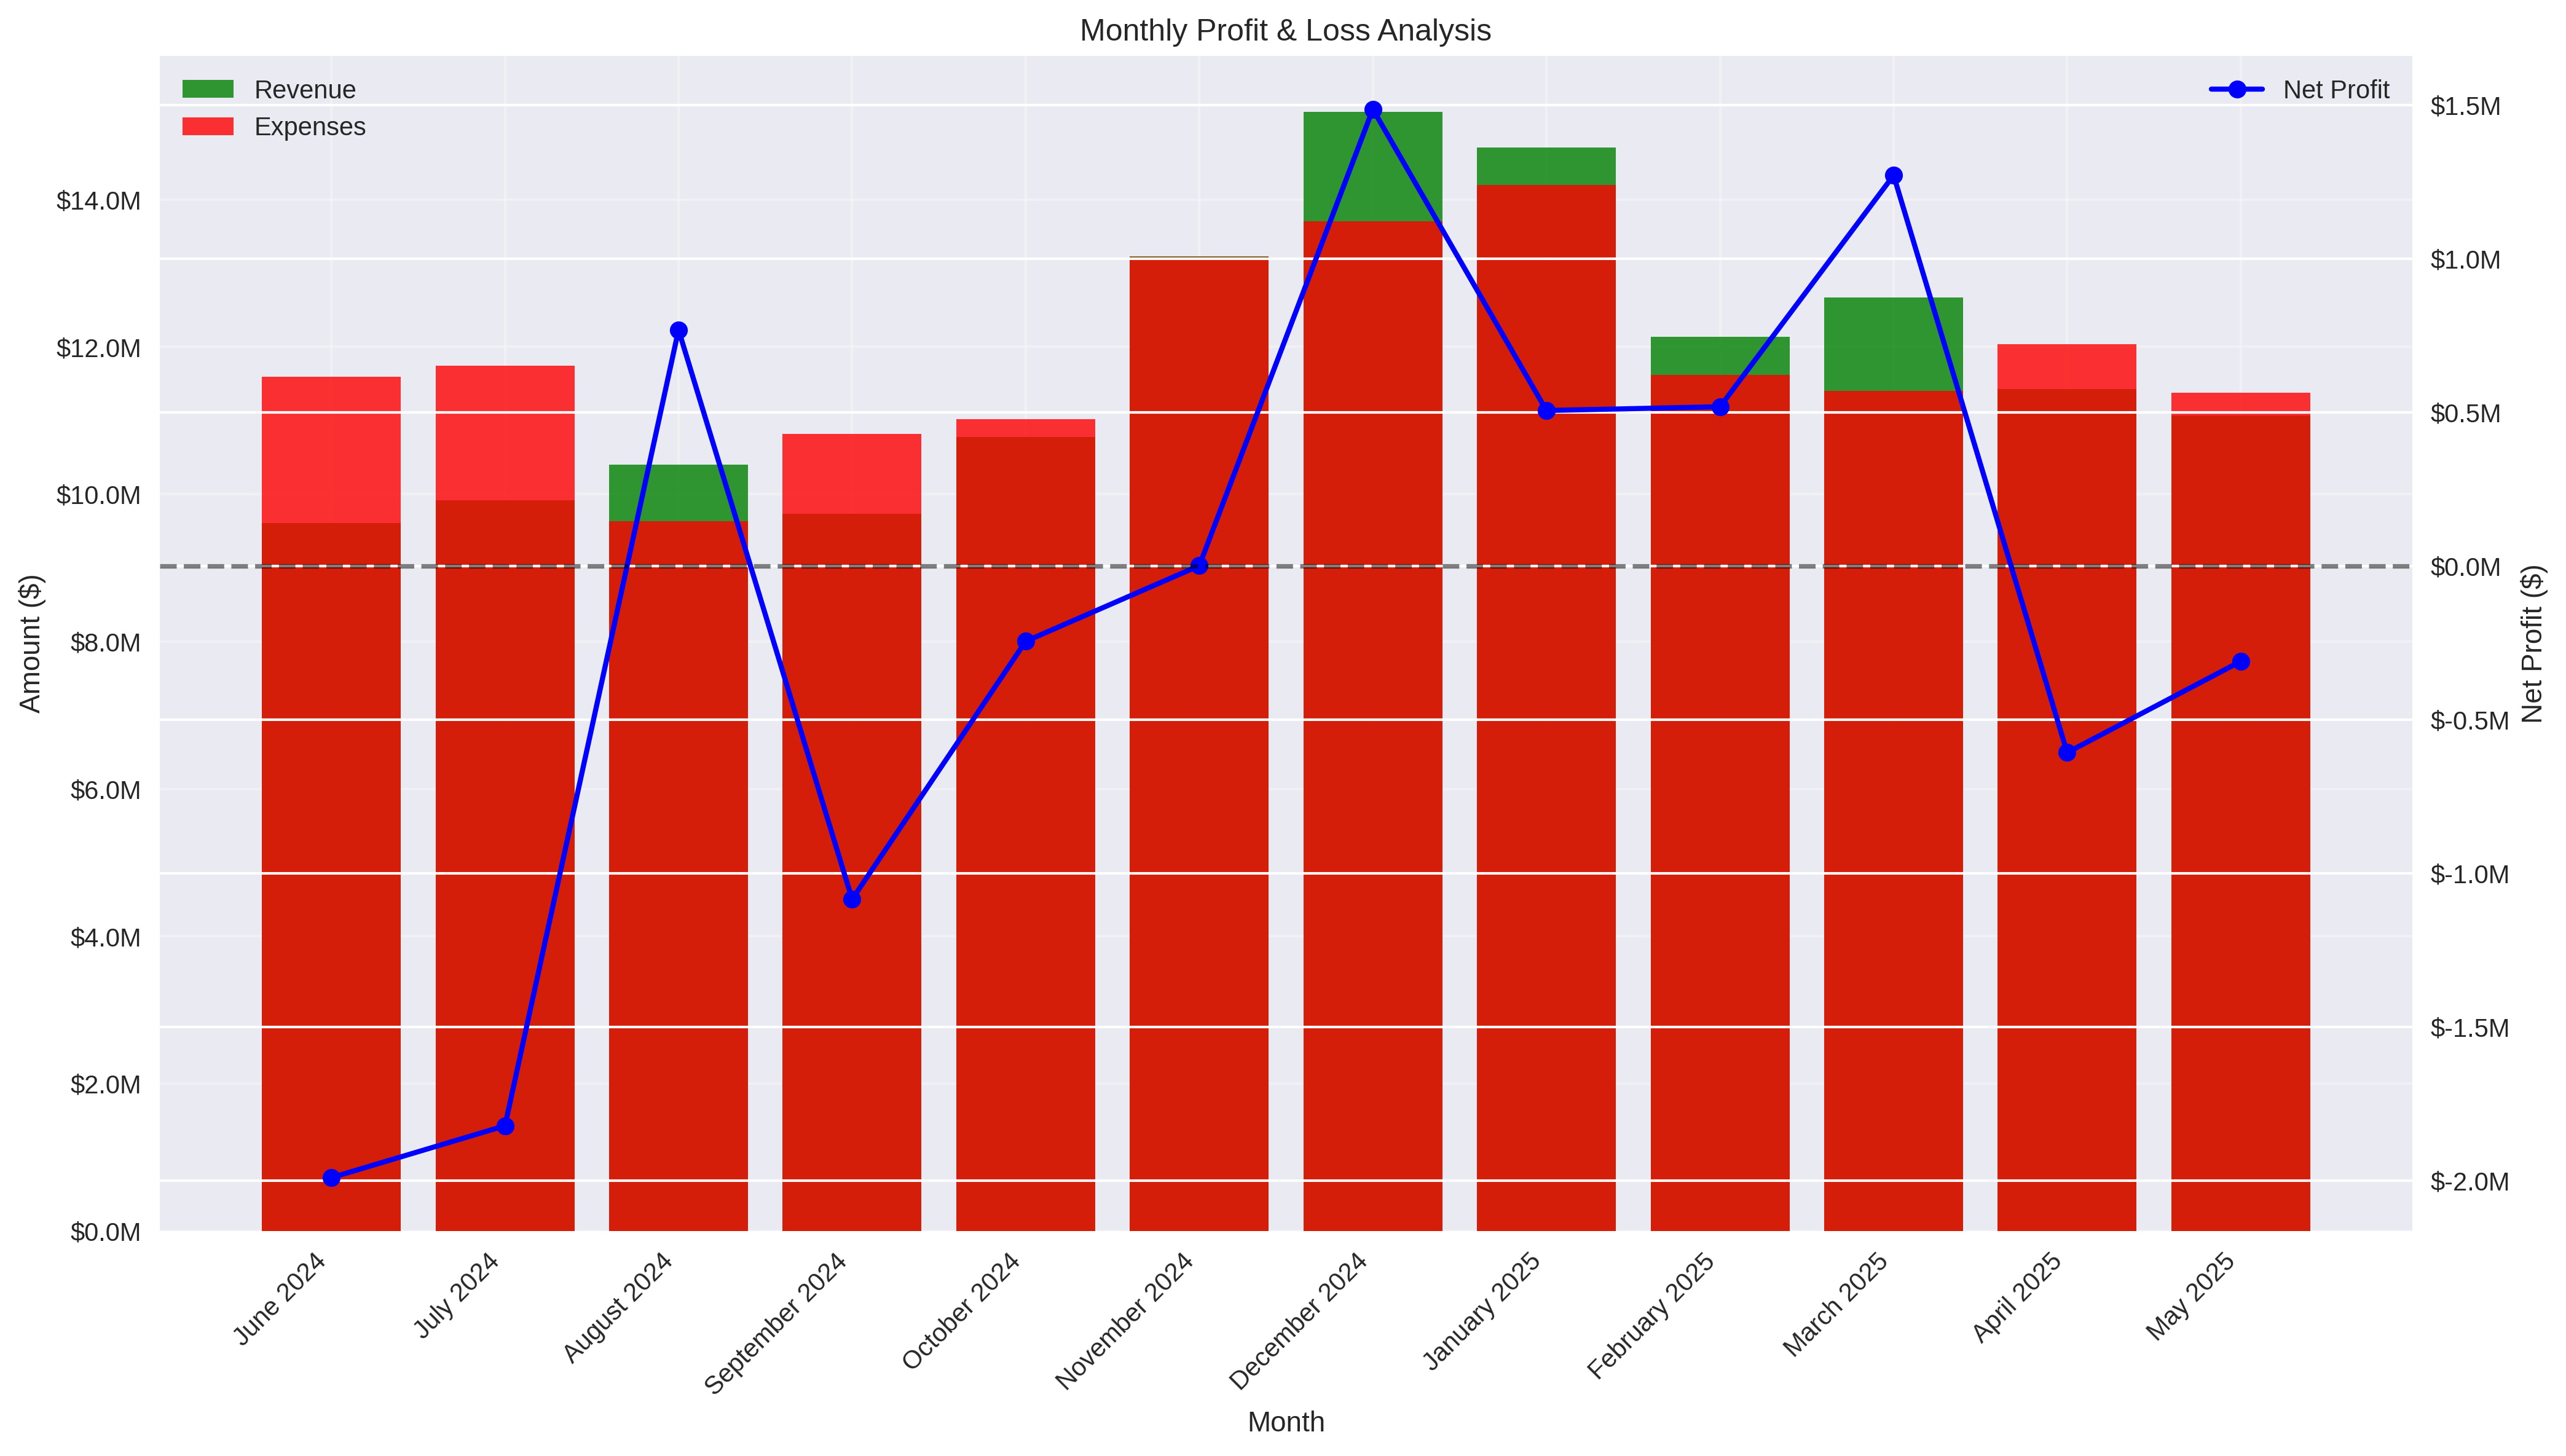 Monthly Profit & Loss Analysis
Revenue
Expenses
Net Profit
Amount ($)
$14.0M
$12.0M
$10.0M
$8.0M
$6.0M
$4.0M
$2.0M
$0.0M
$1.5M
$1.0M
$0.5M
$0.0M
$-0.5M
$-1.0M
$-1.5M
$-2.0M
Net Profit ($)
June 2024
July 2024
August 2024
September 2024
October 2024
November 2024
December 2024
January 2025
February 2025
March 2025
April 2025
May 2025
Month